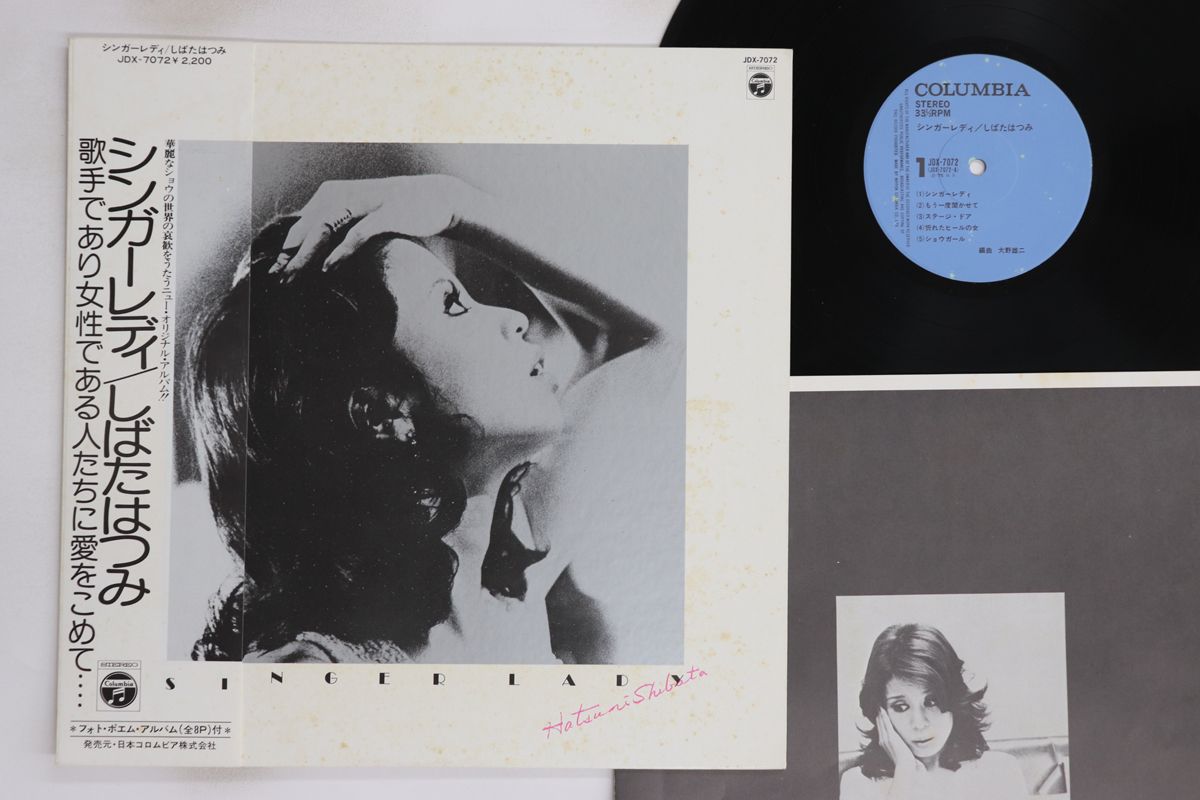 シンガーレディ/しばたはつみ
JDX-7072 ¥2,200
華麗なショウの世界の哀歓をうたうニュー・オリジナル・アルバム!!
シンガーレディ/しばたはつみ
歌手であり女性である人たちに愛をこめて‥‥
STEREO
Columbia
*フォト・ポエム・アルバム(全8P)付*
発売元・日本コロムビア株式会社
JDX-7072
STEREO
Columbia
SINGER LADY
Hatsumi Shibata
COLUMBIA
STEREO
33⅓RPM
シンガーレディ/しばたはつみ
1
JDX-7072
(JDX-7072-A)
(1)シンガーレディ
(2)もう一度聞かせて
(3)ステージ・ドア
(4)折れたヒールの女
(5)ショウガール
編曲 大野雄二